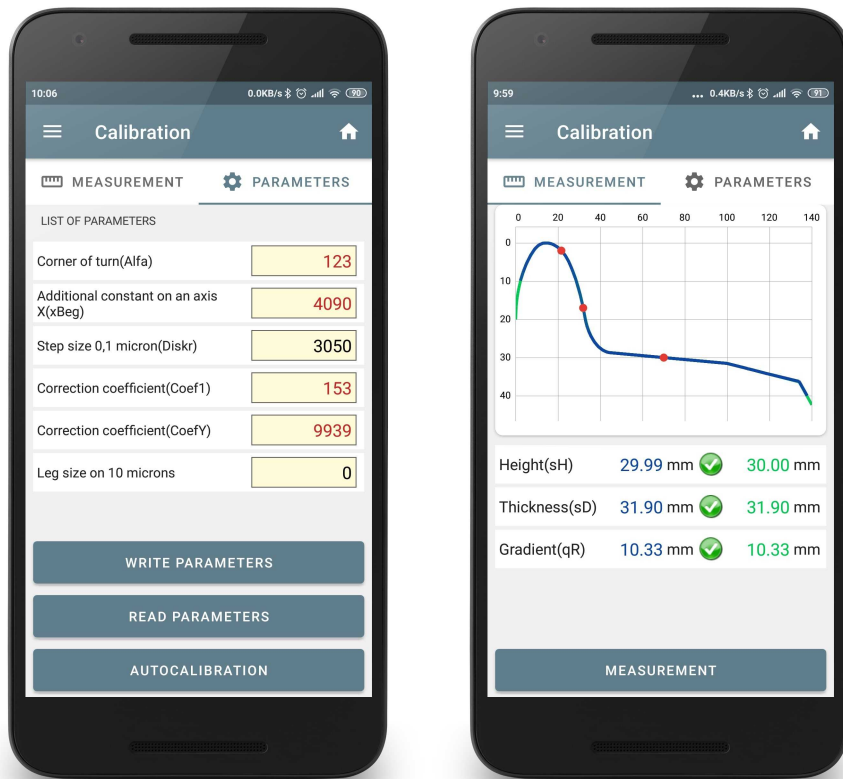 10:06
0.0KB/s 90
Calibration
MEASUREMENT PARAMETERS
LIST OF PARAMETERS
Corner of turn(Alfa) 123
Additional constant on an axis
X(xBeg) 4090
Step size 0,1 micron(Diskr) 3050
Correction coefficient(Coef1) 153
Correction coefficient(CoefY) 9939
Leg size on 10 microns 0
WRITE PARAMETERS
READ PARAMETERS
AUTOCALIBRATION
9:59
... 0.4KB/s 91
Calibration
MEASUREMENT PARAMETERS
0 20 40 60 80 100 120 140
0
10
20
30
40
Height(sH) 29.99 mm 30.00 mm
Thickness(sD) 31.90 mm 31.90 mm
Gradient(qR) 10.33 mm 10.33 mm
MEASUREMENT